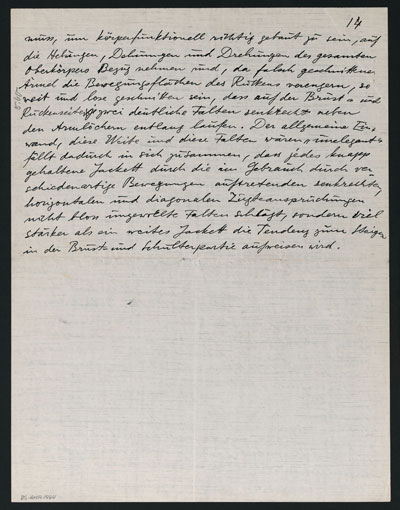 14
muss, um körperfunktionell richtig gebaut zu sein, auf
die Hebungen, Dehnungen und Drehungen des gesamten
Oberkörpers Bezug nehmen und, da falsch geschnittene
Ärmel die Bewegungsflächen des Rückens verengern, so
weit und lose geschnitten sein, dass auf der Brust- und
Rückenseite zwei deutliche Falten senkrecht neben
den Armlöchern entlang laufen. Der allgemeine Ein-
wand, diese Weite und diese Falten wären "unelegant"
fällt dadurch in sich zusammen, dass jedes knapp
gehaltene Jackett durch die im Gebrauch durch ver-
schiedenartige Bewegungen auftretenden senkrechten,
horizontalen und diagonalen Zugbeanspruchungen
nicht bloss ungewollte Falten schlägt, sondern viel
stärker als ein weites Jackett die Tendenz zum Steigen
in der Brust- und Schulterpartie aufweisen wird.